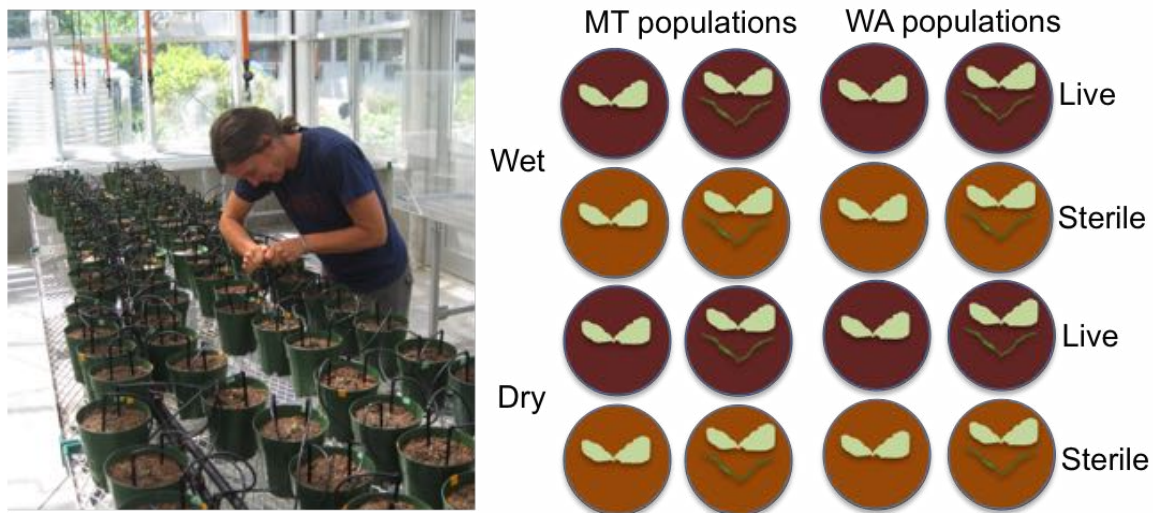 MT populations WA populations
Live
Wet
Sterile
Live
Dry
Sterile